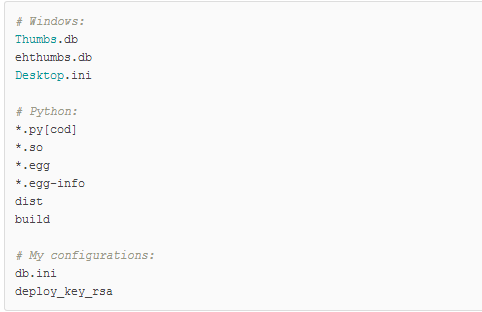 # Windows:
Thumbs.db
ehthumbs.db
Desktop.ini
# Python:
*.py[cod]
*.so
*.egg
*.egg-info
dist
build
# My configurations:
db.ini
deploy_key_rsa